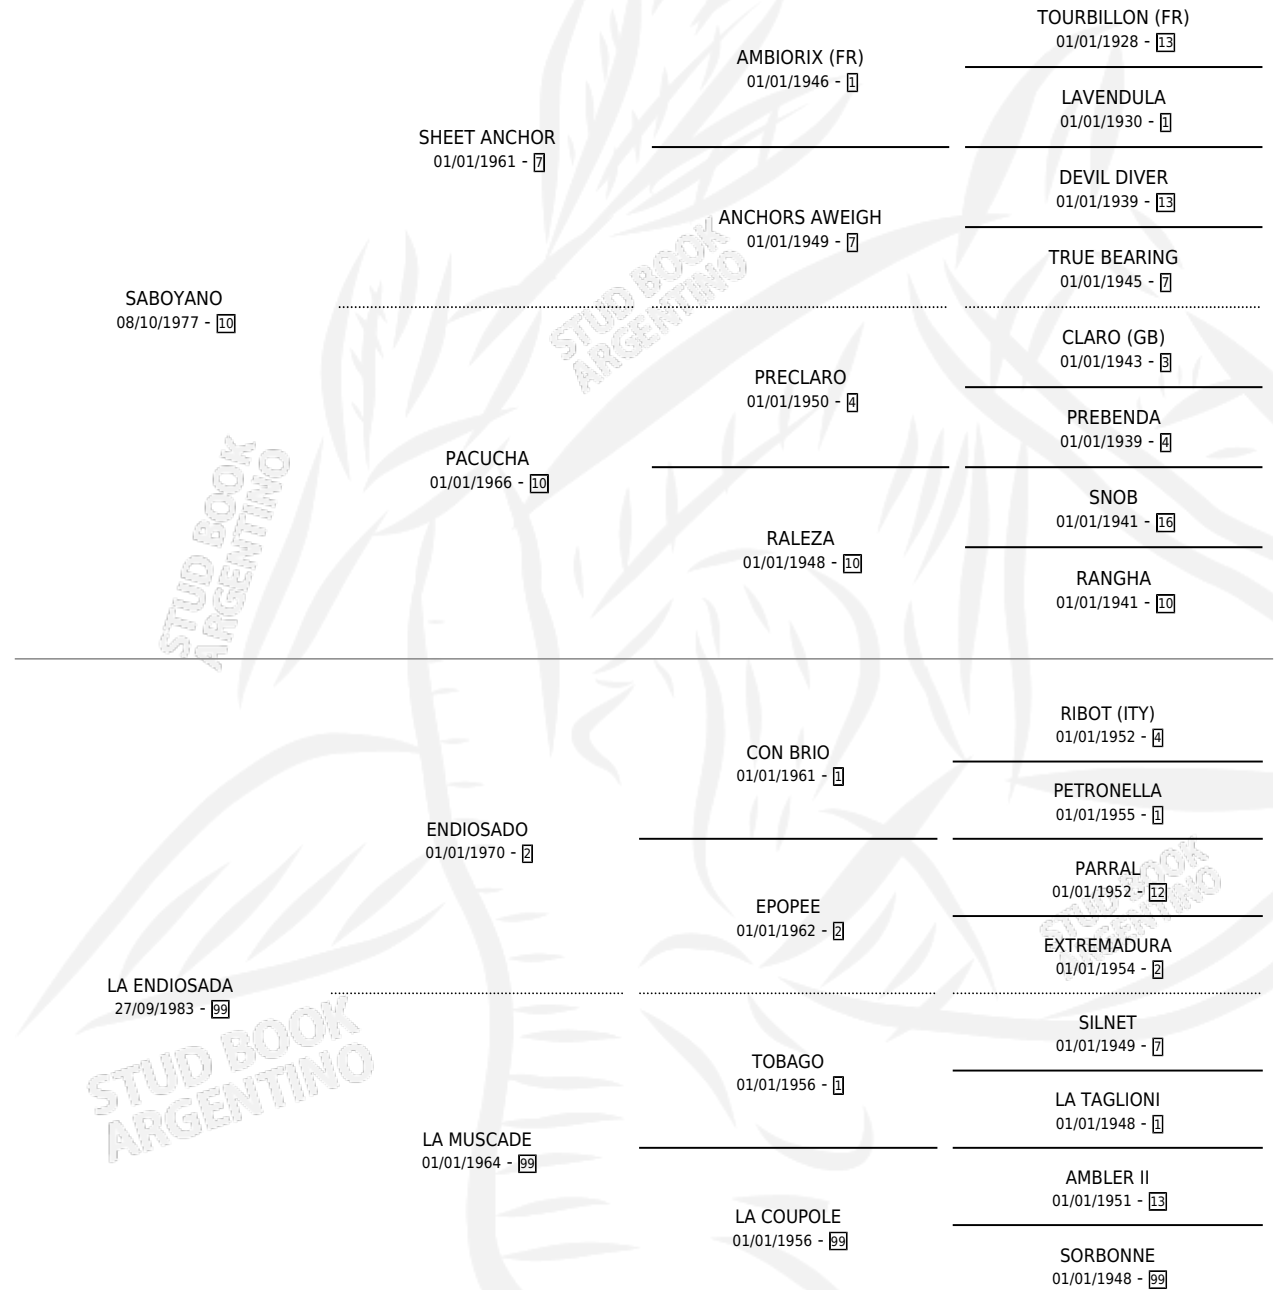 TOURBILLON (FR)
01/01/1928 - 13
AMBIORIX (FR)
01/01/1946 - 1
LAVENDULA
01/01/1930 - 1
SHEET ANCHOR
01/01/1961 - 7
DEVIL DIVER
01/01/1939 - 13
ANCHORS AWEIGH
01/01/1949 - 7
TRUE BEARING
01/01/1945 - 7
SABOYANO
08/10/1977 - 10
STUD BOOK
ARGENTINO
CLARO (GB)
01/01/1943 - 3
PRECLARO
01/01/1950 - 4
PREBENDA
01/01/1939 - 4
PACUCHA
01/01/1966 - 10
SNOB
01/01/1941 - 16
RALEZA
01/01/1948 - 10
RANGHA
01/01/1941 - 10
STUD BOOK
ARGENTINO
RIBOT (ITY)
01/01/1952 - 4
CON BRIO
01/01/1961 - 1
PETRONELLA
01/01/1955 - 1
ENDIOSADO
01/01/1970 - 2
PARRAL
01/01/1952 - 12
EPOPEE
01/01/1962 - 2
STUD BOOK
ARGENTINO
EXTREMADURA
01/01/1954 - 2
LA ENDIOSADA
27/09/1983 - 99
SILNET
01/01/1949 - 7
TOBAGO
01/01/1956 - 1
STUD BOOK
ARGENTINO
LA TAGLIONI
01/01/1948 - 1
LA MUSCADE
01/01/1964 - 99
AMBLER II
01/01/1951 - 13
LA COUPOLE
01/01/1956 - 99
SORBONNE
01/01/1948 - 99